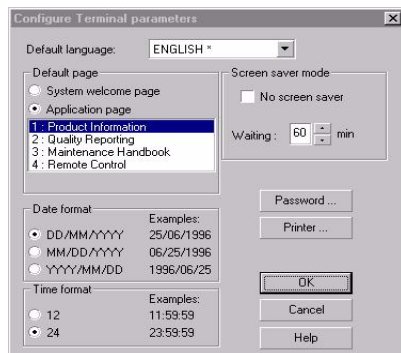 Configure Terminal parameters
Default language: ENGLISH *
Default page
System welcome page
Application page
1 : Product Information
2 : Quality Reporting
3 : Maintenance Handbook
4 : Remote Control
Screen saver mode
No screen saver
Waiting : 60 min
Date format
Examples:
DD/MM/YYYY 25/06/1996
MM/DD/YYYY 06/25/1996
YYYY/MM/DD 1996/06/25
Time format
Examples:
12 11:59:59
24 23:59:59
Password ...
Printer ...
OK
Cancel
Help